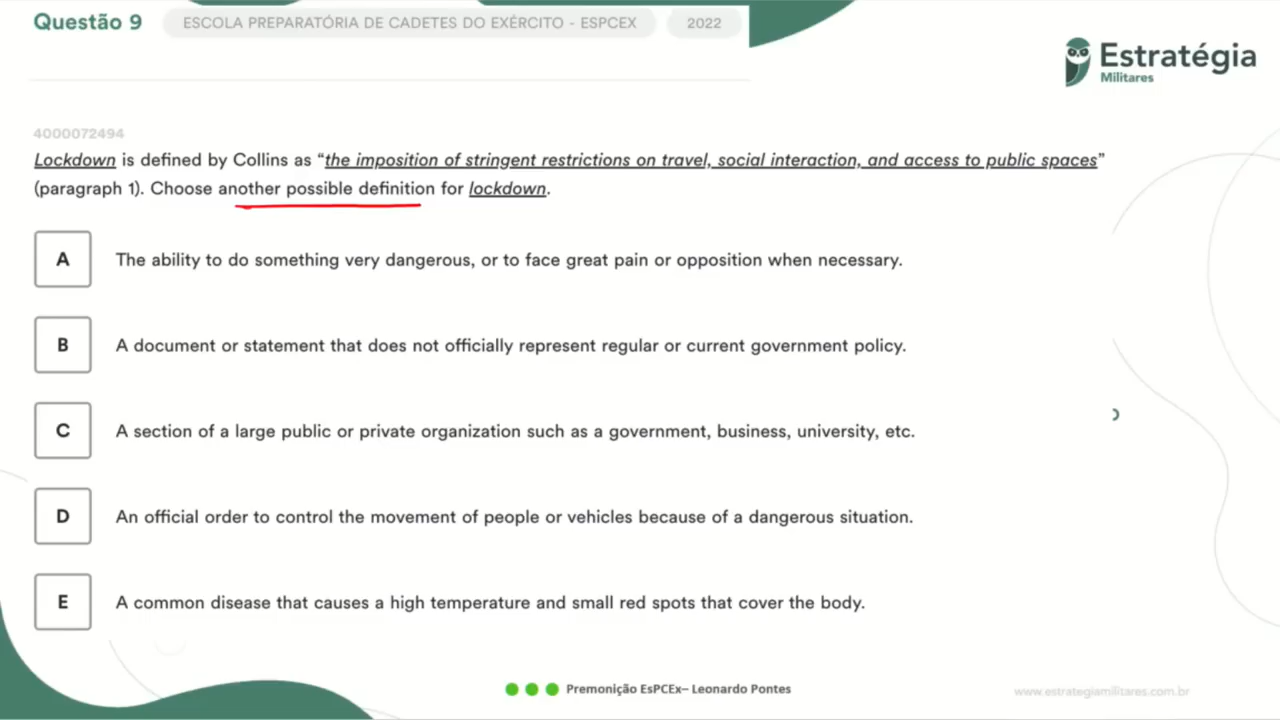 Questão 9 ESCOLA PREPARATÓRIA DE CADETES DO EXÉRCITO - ESPCEX 2022
Estratégia
Militares
4000072494
Lockdown is defined by Collins as “the imposition of stringent restrictions on travel, social interaction, and access to public spaces”
(paragraph 1). Choose another possible definition for lockdown.
A The ability to do something very dangerous, or to face great pain or opposition when necessary.
B A document or statement that does not officially represent regular or current government policy.
C A section of a large public or private organization such as a government, business, university, etc.
D An official order to control the movement of people or vehicles because of a dangerous situation.
E A common disease that causes a high temperature and small red spots that cover the body.
Premonição EsPCEx– Leonardo Pontes
www.estrategiamilitares.com.br